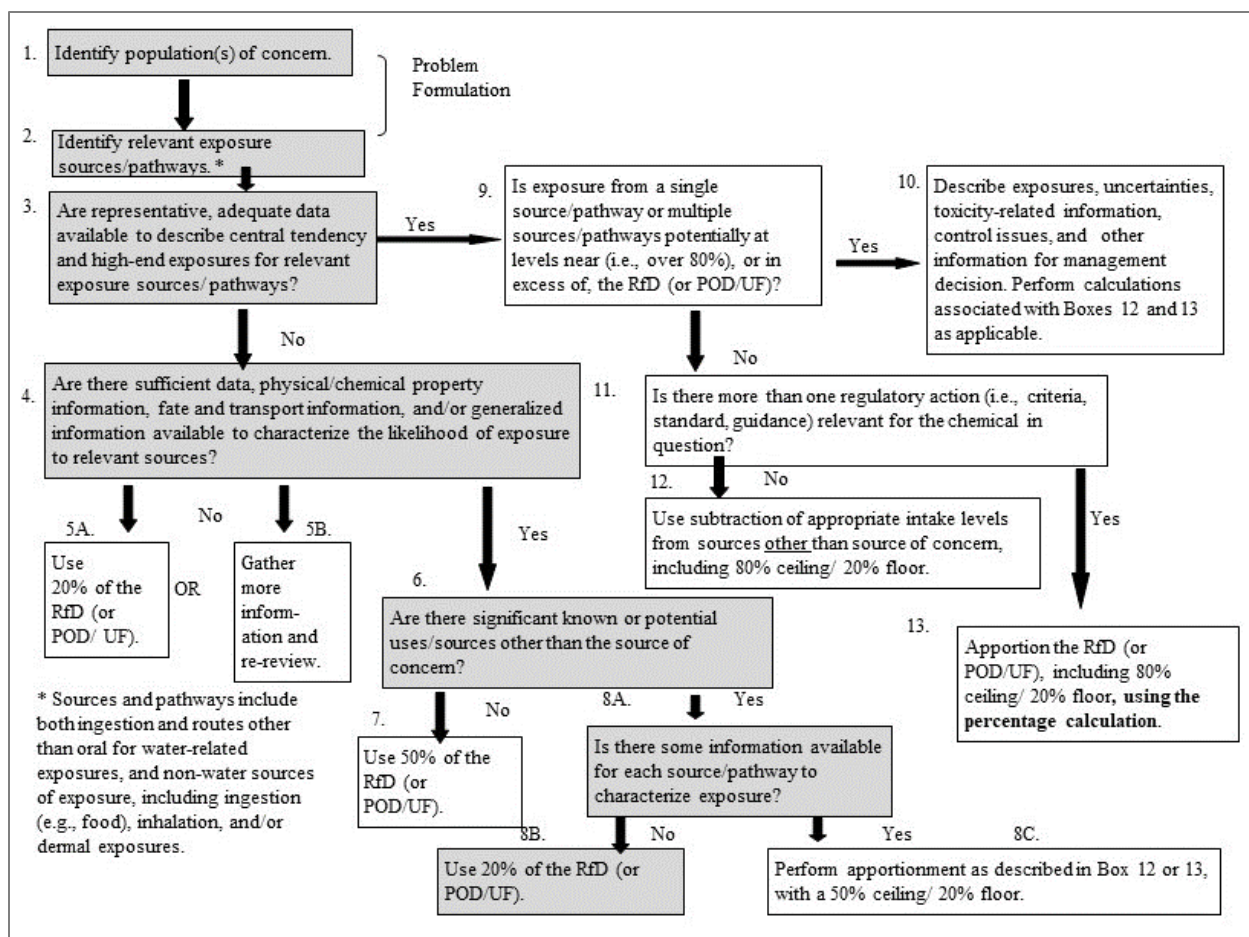 1.
Identify population(s) of concern.
Problem
Formulation
2.
Identify relevant exposure
sources/pathways. *
3.
Are representative, adequate data
available to describe central tendency
and high-end exposures for relevant
exposure sources/ pathways?
Yes
No
9.
Is exposure from a single
source/pathway or multiple
sources/pathways potentially at
levels near (i.e., over 80%), or in
excess of, the RfD (or POD/UF)?
Yes
No
10.
Describe exposures, uncertainties,
toxicity-related information,
control issues, and other
information for management
decision. Perform calculations
associated with Boxes 12 and 13
as applicable.
4.
Are there sufficient data, physical/chemical property
information, fate and transport information, and/or generalized
information available to characterize the likelihood of exposure
to relevant sources?
11.
Is there more than one regulatory action (i.e., criteria,
standard, guidance) relevant for the chemical in
question?
No
Yes
12.
Use subtraction of appropriate intake levels
from sources other than source of concern,
including 80% ceiling/ 20% floor.
No
Yes
5A.
Use
20% of the
RfD (or
POD/ UF).
OR
5B.
Gather
more
inform-
ation and
re-review.
6.
Are there significant known or potential
uses/sources other than the source of
concern?
13.
Apportion the RfD (or
POD/UF), including 80%
ceiling/ 20% floor, using the
percentage calculation.
* Sources and pathways include
both ingestion and routes other
than oral for water-related
exposures, and non-water sources
of exposure, including ingestion
(e.g., food), inhalation, and/or
dermal exposures.
No
Yes
7.
Use 50% of the
RfD (or
POD/UF).
8A.
Is there some information available
for each source/pathway to
characterize exposure?
No
Yes
8B.
Use 20% of the RfD (or
POD/UF).
8C.
Perform apportionment as described in Box 12 or 13,
with a 50% ceiling/ 20% floor.